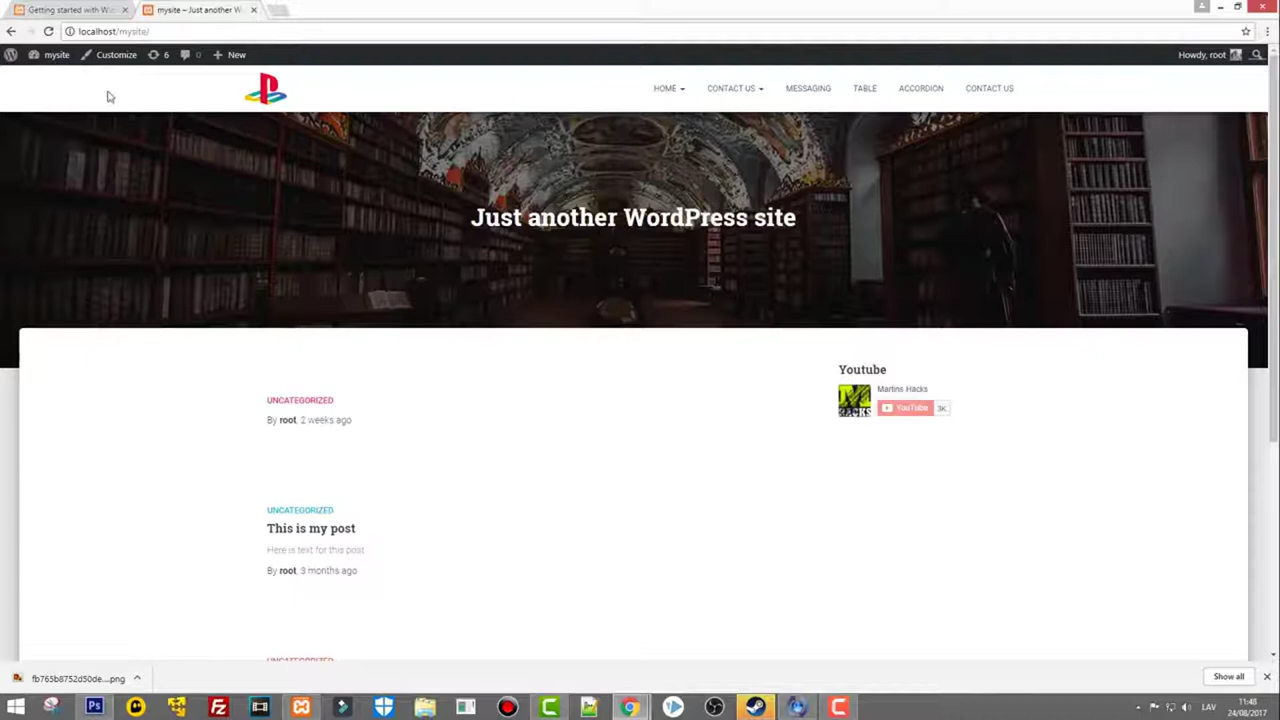 Getting started with Wo
mysite – Just another W
localhost/mysite/
mysite
Customize
6
0
New
Howdy, root
HOME
CONTACT US
MESSAGING
TABLE
ACCORDION
CONTACT US
Just another WordPress site
Youtube
Martins Hacks
YouTube
3K
UNCATEGORIZED
By root, 2 weeks ago
UNCATEGORIZED
This is my post
Here is text for this post
By root, 3 months ago
UNCATEGORIZED
fb765b8752d50de....png
Show all
LAV
11:48
24/08/2017